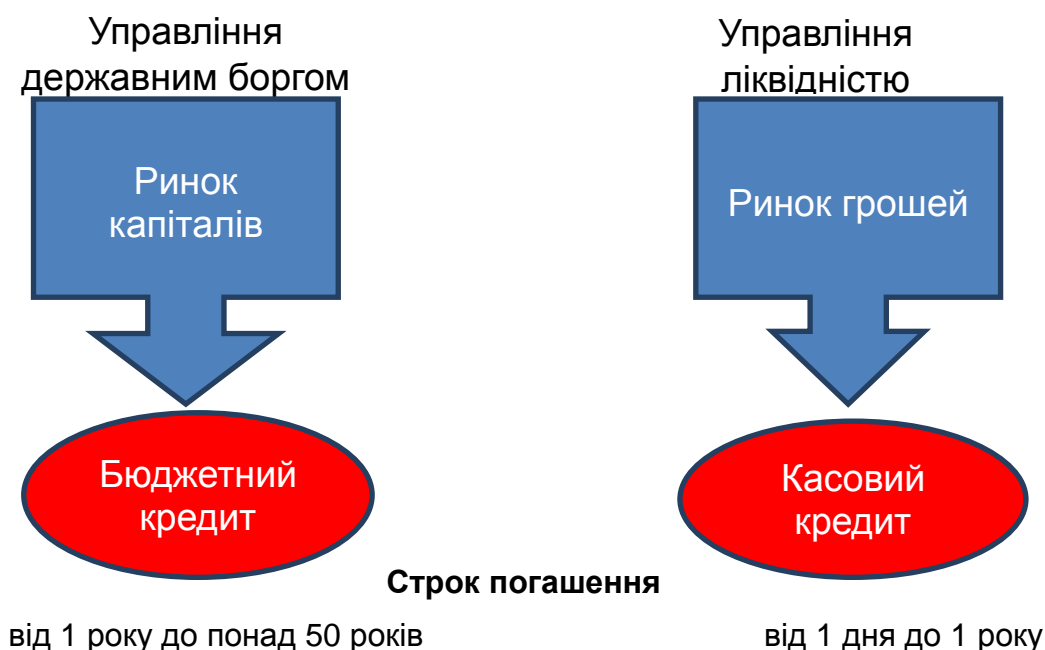 Управління
державним боргом
Ринок
капіталів
Бюджетний
кредит
Управління
ліквідністю
Ринок грошей
Касовий
кредит
Строк погашення
від 1 року до понад 50 років
від 1 дня до 1 року